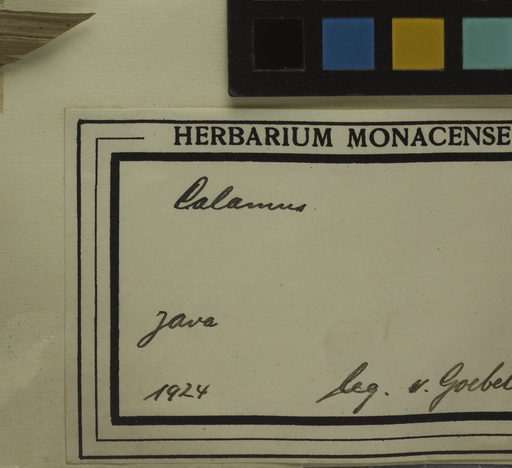 HERBARIUM MONACENSE
Calamus
Java
1924
leg. v. Goebel